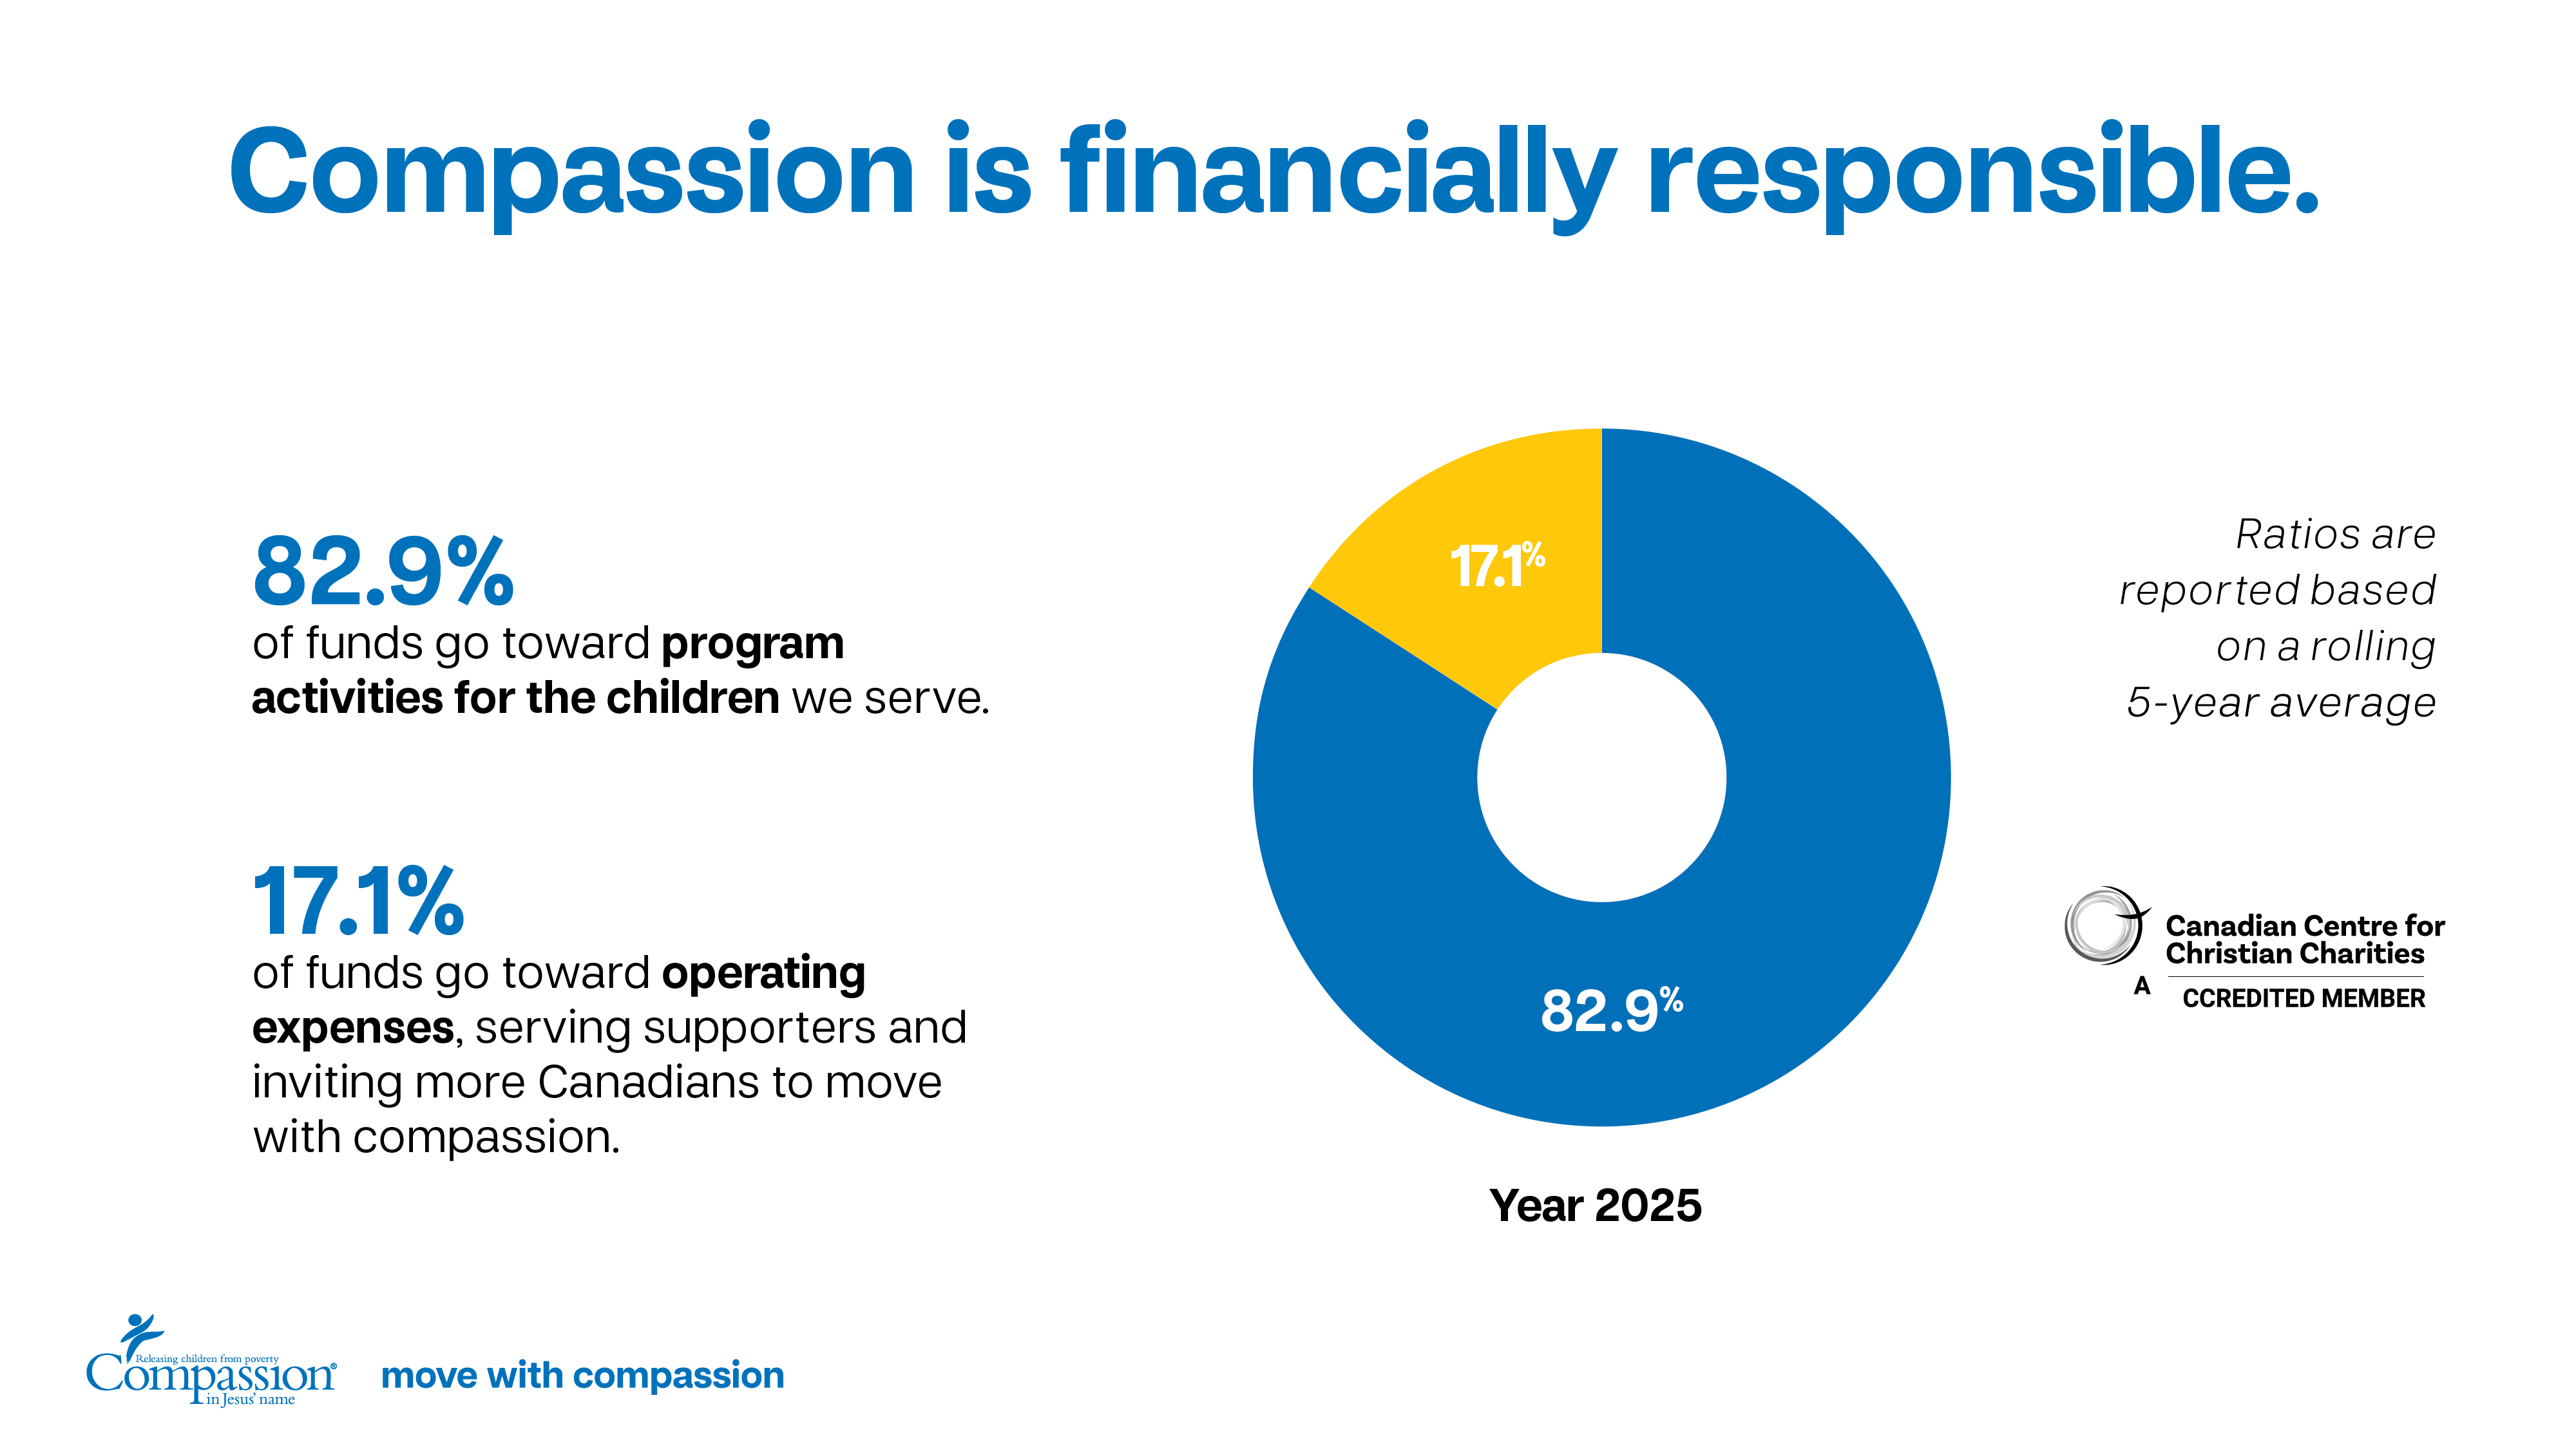 Compassion is financially responsible.
82.9%
of funds go toward program
activities for the children we serve.
17.1%
of funds go toward operating
expenses, serving supporters and
inviting more Canadians to move
with compassion.
17.1%
82.9%
Year 2025
Ratios are
reported based
on a rolling
5-year average
Canadian Centre for
Christian Charities
A CCREDITED MEMBER
Releasing children from poverty
Compassion®
in Jesus' name
move with compassion